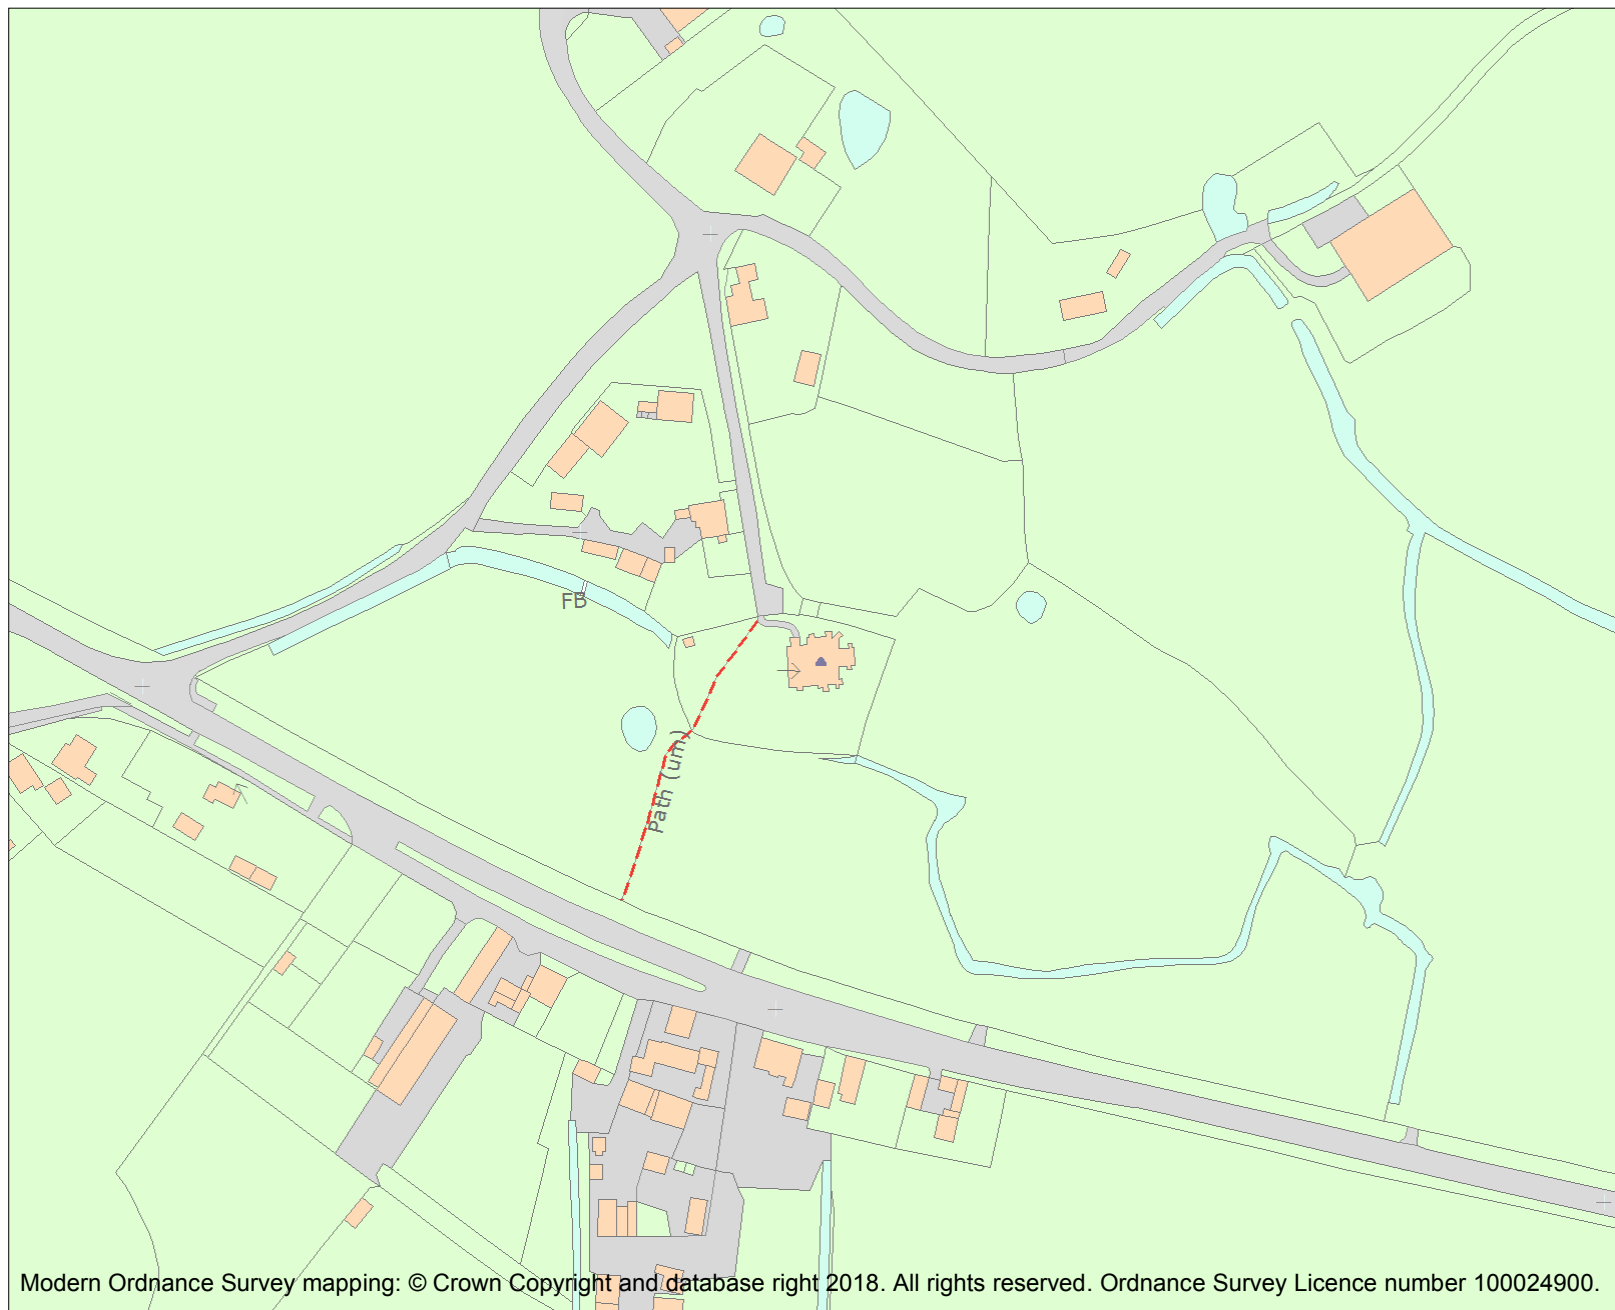 FB
Path (um)
Modern Ordnance Survey mapping: © Crown Copyright and database right 2018. All rights reserved. Ordnance Survey Licence number 100024900.